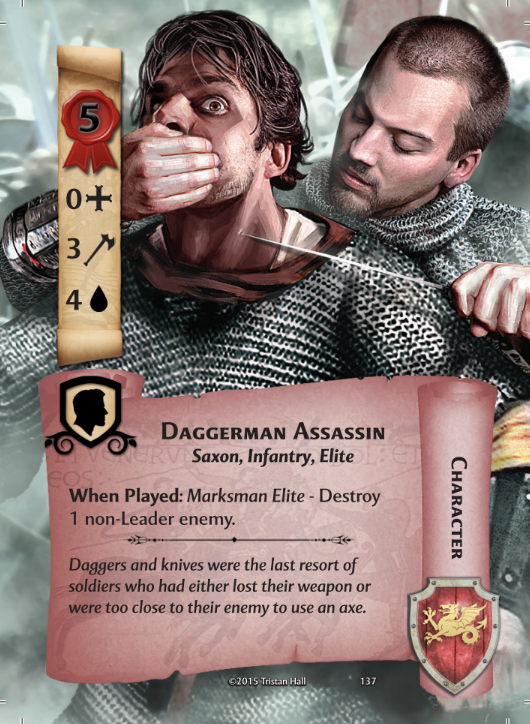 5
0
3
4
Daggerman Assassin
Saxon, Infantry, Elite
When Played: Marksman Elite - Destroy
1 non-Leader enemy.
Daggers and knives were the last resort of
soldiers who had either lost their weapon or
were too close to their enemy to use an axe.
Character
©2015 Tristan Hall 137